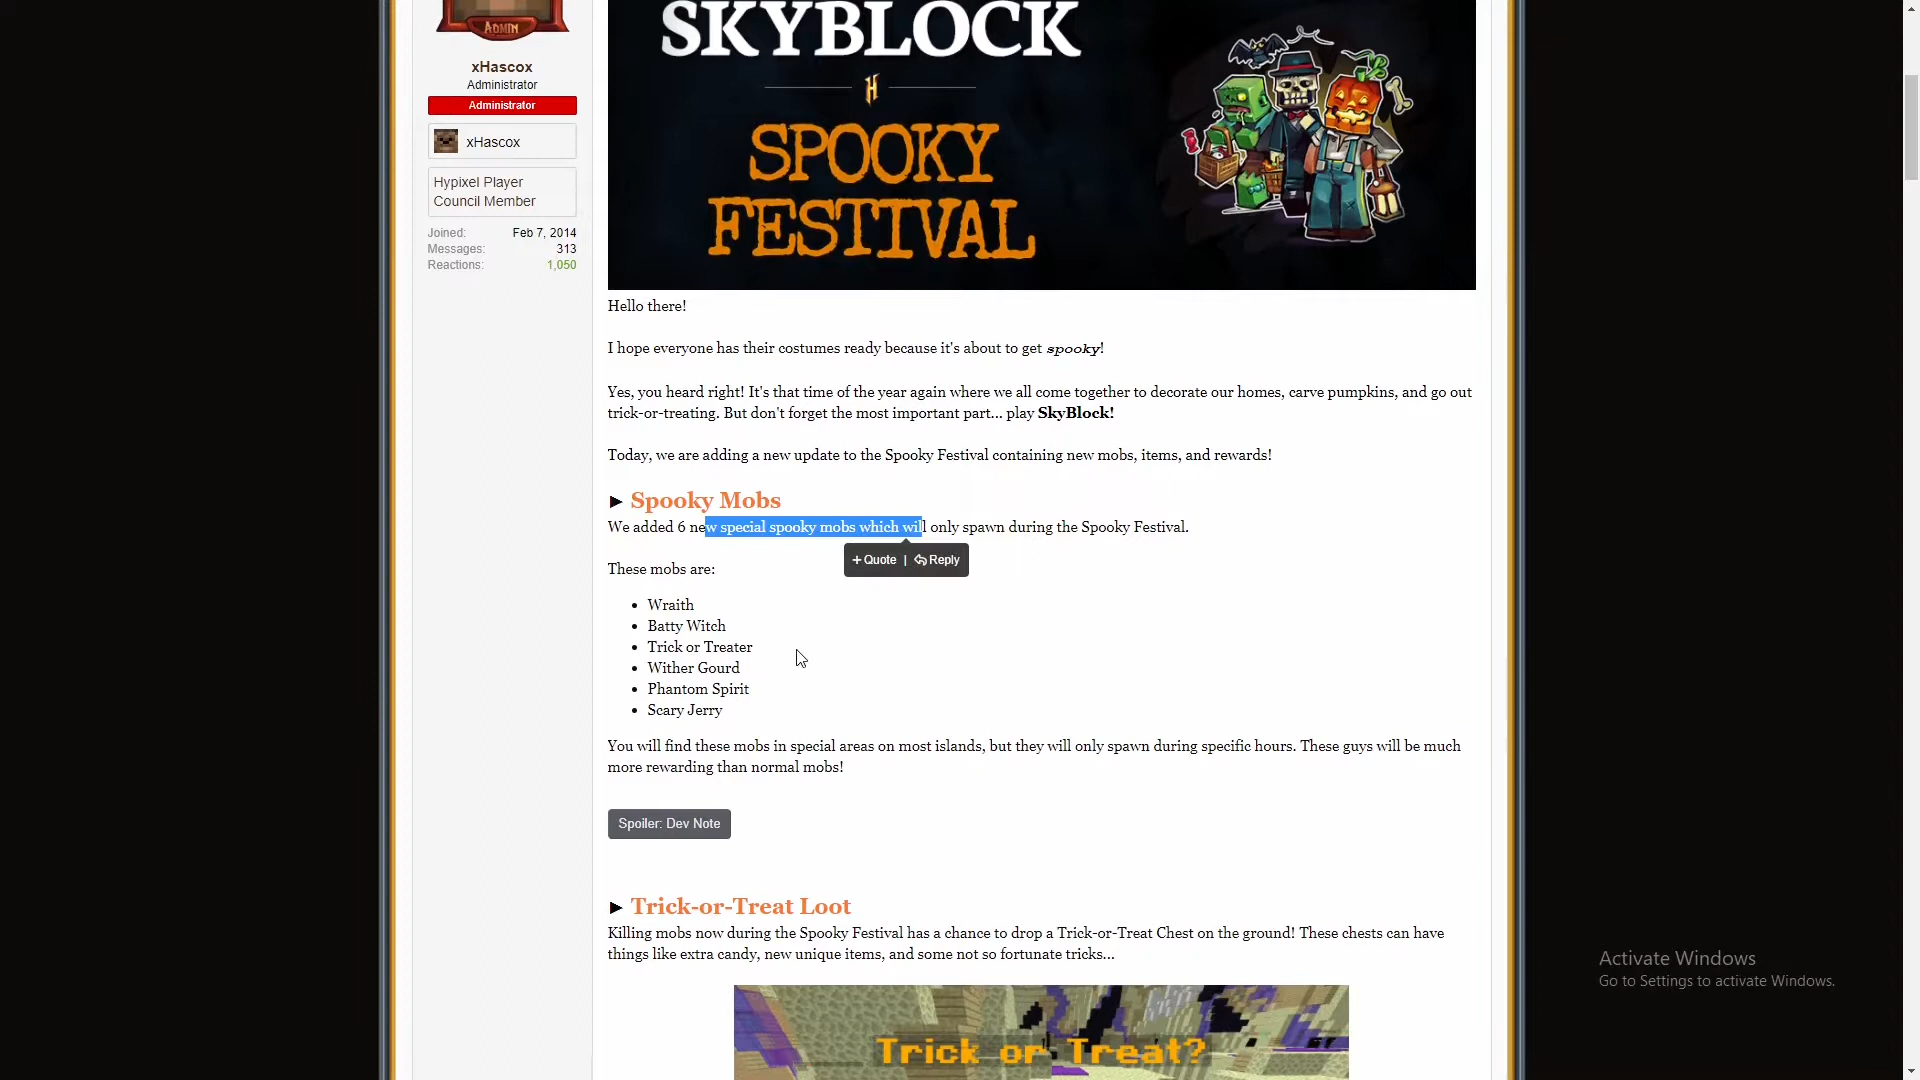 ADMIN
xHascox
Administrator
Administrator
xHascox
Hypixel Player
Council Member
Joined: Feb 7, 2014
Messages: 313
Reactions: 1,050
SKYBLOCK
H
SPOOKY
FESTIVAL
Hello there!
I hope everyone has their costumes ready because it's about to get spooky!
Yes, you heard right! It's that time of the year again where we all come together to decorate our homes, carve pumpkins, and go out
trick-or-treating. But don't forget the most important part... play SkyBlock!
Today, we are adding a new update to the Spooky Festival containing new mobs, items, and rewards!
► Spooky Mobs
We added 6 new special spooky mobs which will only spawn during the Spooky Festival.
+ Quote | Reply
These mobs are:
• Wraith
• Batty Witch
• Trick or Treater
• Wither Gourd
• Phantom Spirit
• Scary Jerry
You will find these mobs in special areas on most islands, but they will only spawn during specific hours. These guys will be much
more rewarding than normal mobs!
Spoiler: Dev Note
► Trick-or-Treat Loot
Killing mobs now during the Spooky Festival has a chance to drop a Trick-or-Treat Chest on the ground! These chests can have
things like extra candy, new unique items, and some not so fortunate tricks...
Trick or Treat?
Activate Windows
Go to Settings to activate Windows.